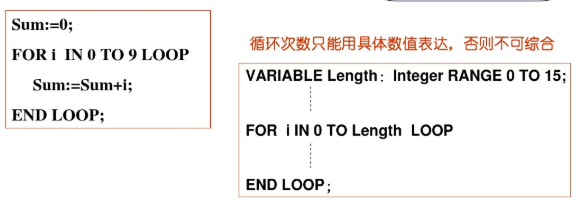 Sum:=0;
FOR i IN 0 TO 9 LOOP
Sum:=Sum+i;
END LOOP;
循环次数只能用具体数值表达，否则不可综合
VARIABLE Length：Integer RANGE 0 TO 15;
FOR i IN 0 TO Length LOOP
END LOOP；